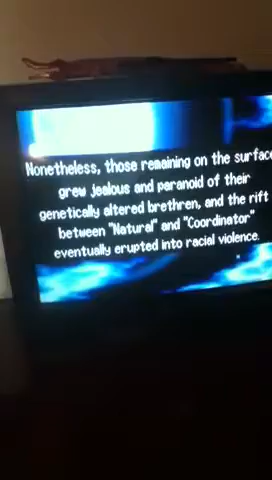 Nonetheless, those remaining on the surface
grew jealous and paranoid of their
genetically altered brethren, and the rift
between "Natural" and "Coordinator"
eventually erupted into racial violence.